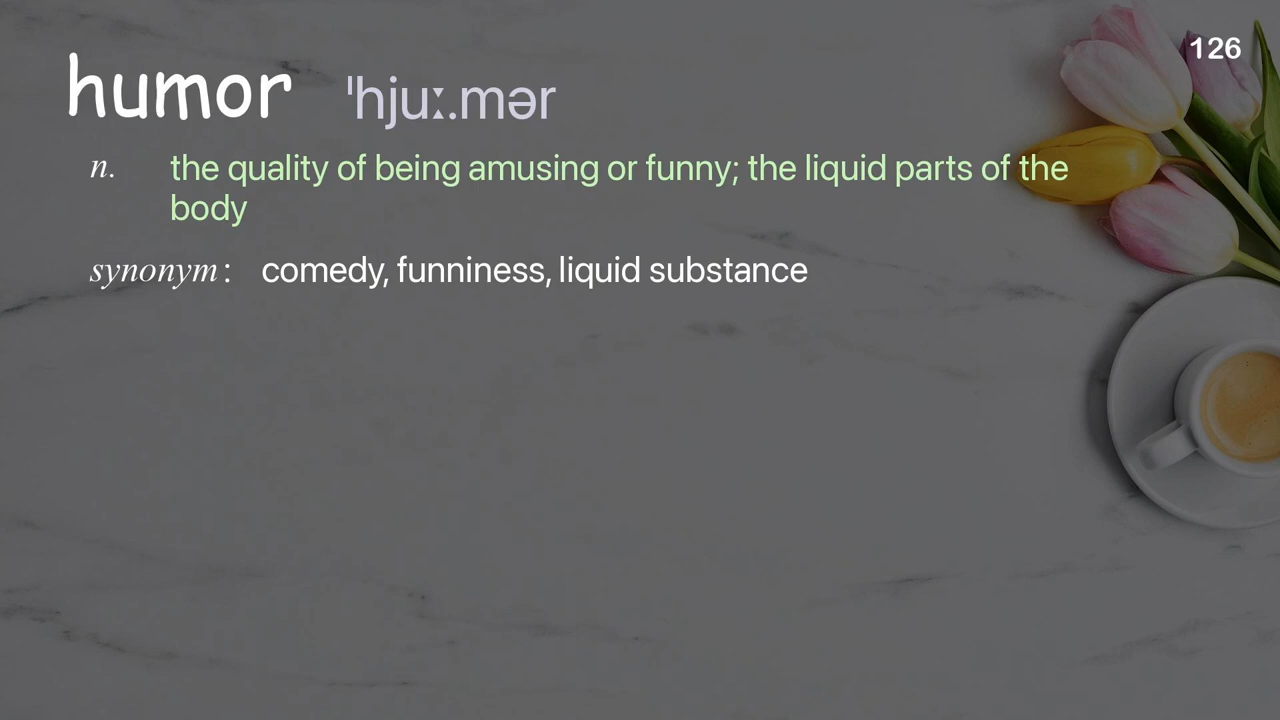 126
humor ˈhjuː.mər
n. the quality of being amusing or funny; the liquid parts of the
body
synonym: comedy, funniness, liquid substance